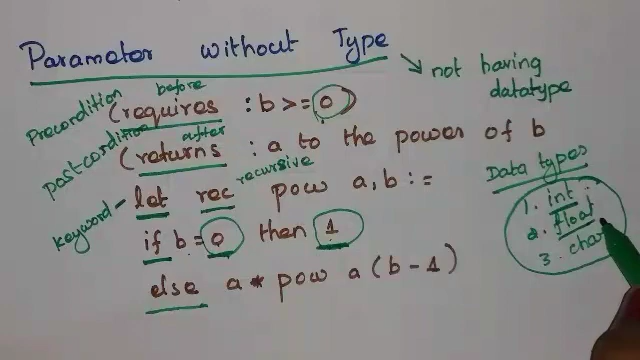 Parameter without Type
not having
datatype
Precondition before
(requires : b >= 0)
postcondition after
(returns : a to the power of b
keyword - let rec recursive pow a, b :=
if b = 0 then 1
else a * pow a (b - 1)
Data types
1. int
2. float
3. char